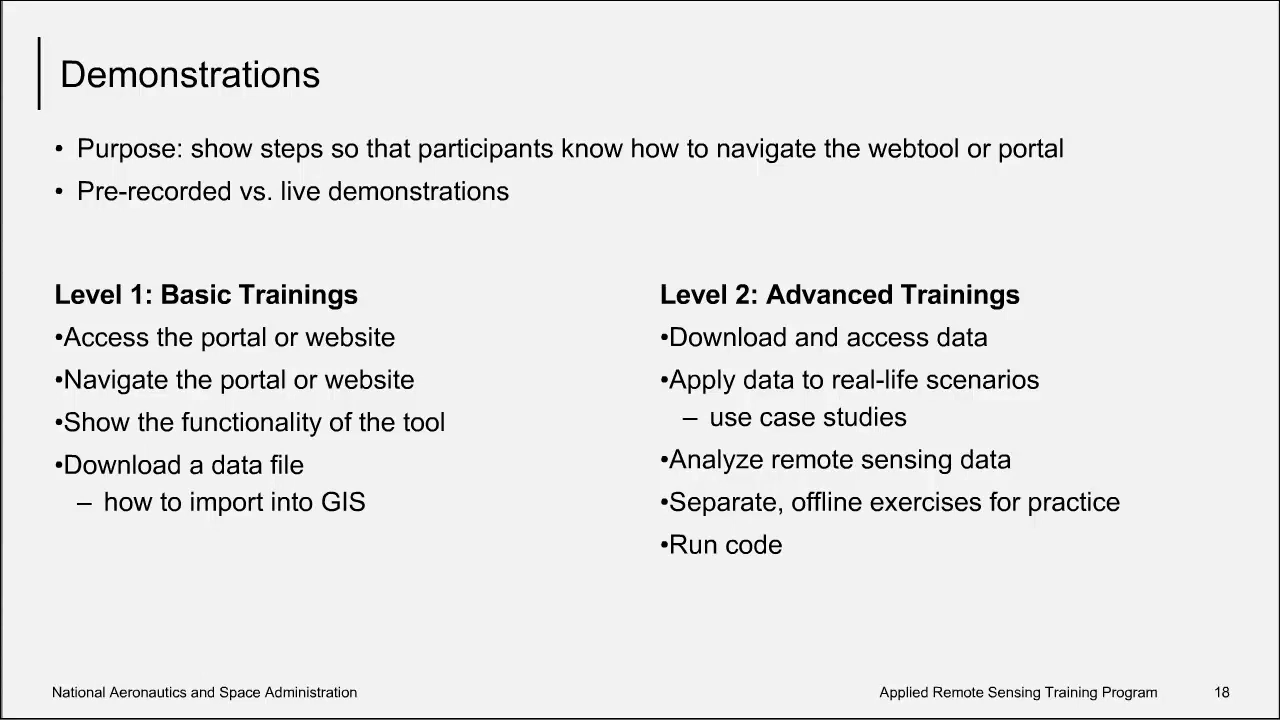 Demonstrations
• Purpose: show steps so that participants know how to navigate the webtool or portal
• Pre-recorded vs. live demonstrations
Level 1: Basic Trainings
•Access the portal or website
•Navigate the portal or website
•Show the functionality of the tool
•Download a data file
– how to import into GIS
Level 2: Advanced Trainings
•Download and access data
•Apply data to real-life scenarios
– use case studies
•Analyze remote sensing data
•Separate, offline exercises for practice
•Run code
National Aeronautics and Space Administration
Applied Remote Sensing Training Program
18